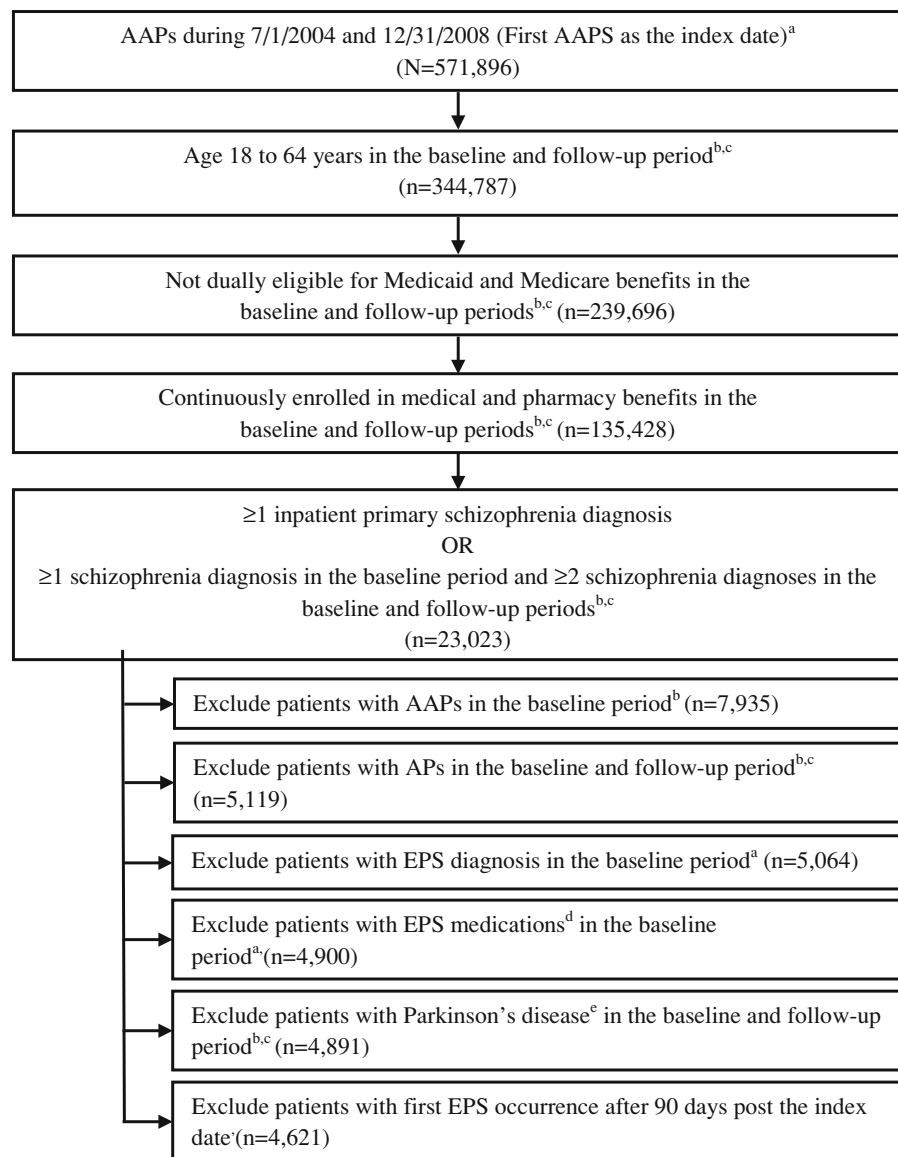 AAPs during 7/1/2004 and 12/31/2008 (First AAPS as the index date)a
(N=571,896)
Age 18 to 64 years in the baseline and follow-up periodb,c
(n=344,787)
Not dually eligible for Medicaid and Medicare benefits in the
baseline and follow-up periodsb,c (n=239,696)
Continuously enrolled in medical and pharmacy benefits in the
baseline and follow-up periodsb,c (n=135,428)
≥1 inpatient primary schizophrenia diagnosis
OR
≥1 schizophrenia diagnosis in the baseline period and ≥2 schizophrenia diagnoses in the
baseline and follow-up periodsb,c
(n=23,023)
Exclude patients with AAPs in the baseline periodb (n=7,935)
Exclude patients with APs in the baseline and follow-up periodb,c
(n=5,119)
Exclude patients with EPS diagnosis in the baseline perioda (n=5,064)
Exclude patients with EPS medicationsd in the baseline
perioda,(n=4,900)
Exclude patients with Parkinson's diseasee in the baseline and follow-up
periodb,c (n=4,891)
Exclude patients with first EPS occurrence after 90 days post the index
date,(n=4,621)